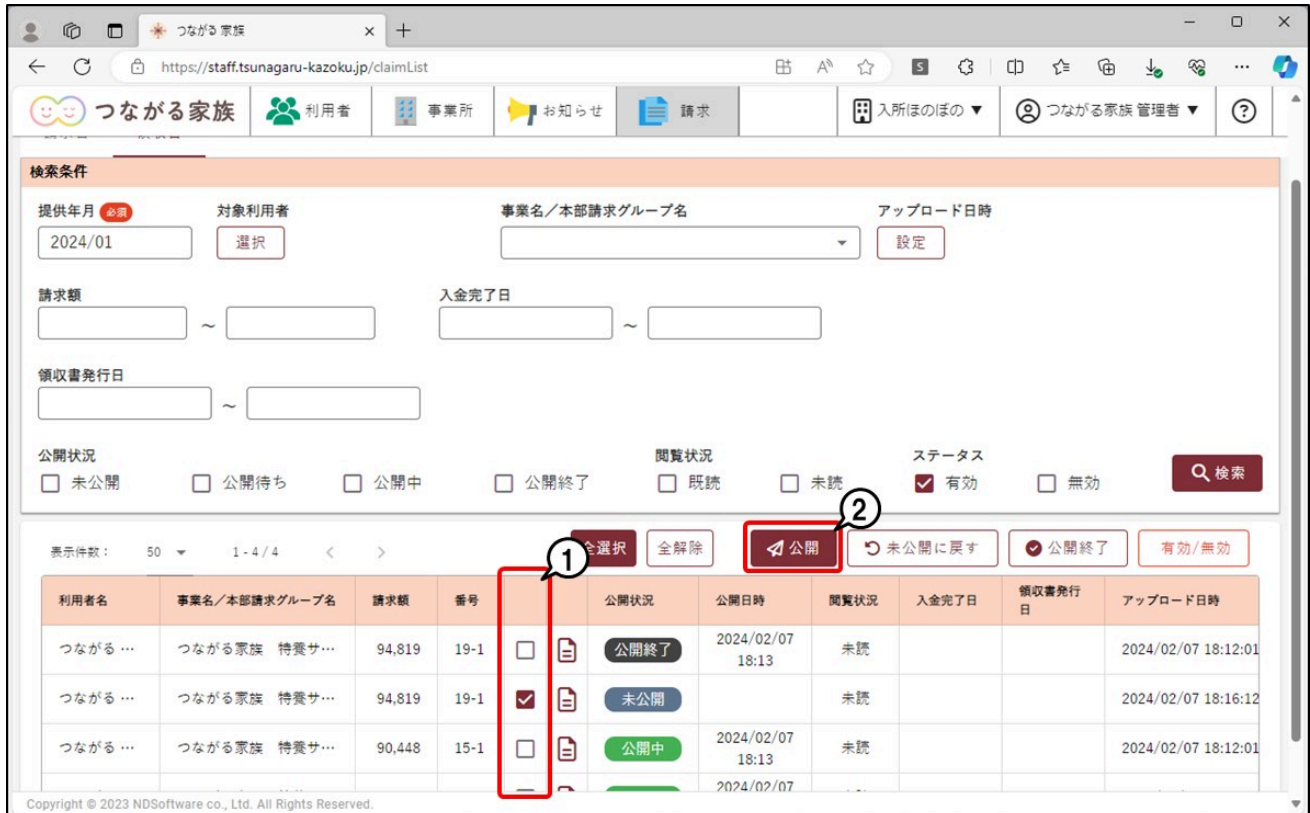 つながる家族
https://staff.tsunagaru-kazoku.jp/claimList
つながる家族 利用者 事業所 お知らせ 請求 入所ほのぼの ▼ つながる家族 管理者 ▼ ?
検索条件
提供年月 必須 対象利用者 事業名/本部請求グループ名 アップロード日時
2024/01 選択 設定
請求額 入金完了日
~ ~
領収書発行日
~
公開状況 閲覧状況 ステータス
未公開 公開待ち 公開中 公開終了 既読 未読 有効 無効 検索
2
表示件数: 50 1-4/4 < > 全選択 全解除 公開 未公開に戻す 公開終了 有効/無効
1
利用者名 事業名/本部請求グループ名 請求額 番号 公開状況 公開日時 閲覧状況 入金完了日 領収書発行日 アップロード日時
つながる … つながる家族 特養サ… 94,819 19-1 公開終了 2024/02/07 18:13 未読 2024/02/07 18:12:01
つながる … つながる家族 特養サ… 94,819 19-1 未公開 未読 2024/02/07 18:16:12
つながる … つながる家族 特養サ… 90,448 15-1 公開中 2024/02/07 18:13 未読 2024/02/07 18:12:01
2024/02/07
Copyright © 2023 NDSoftware co., Ltd. All Rights Reserved.